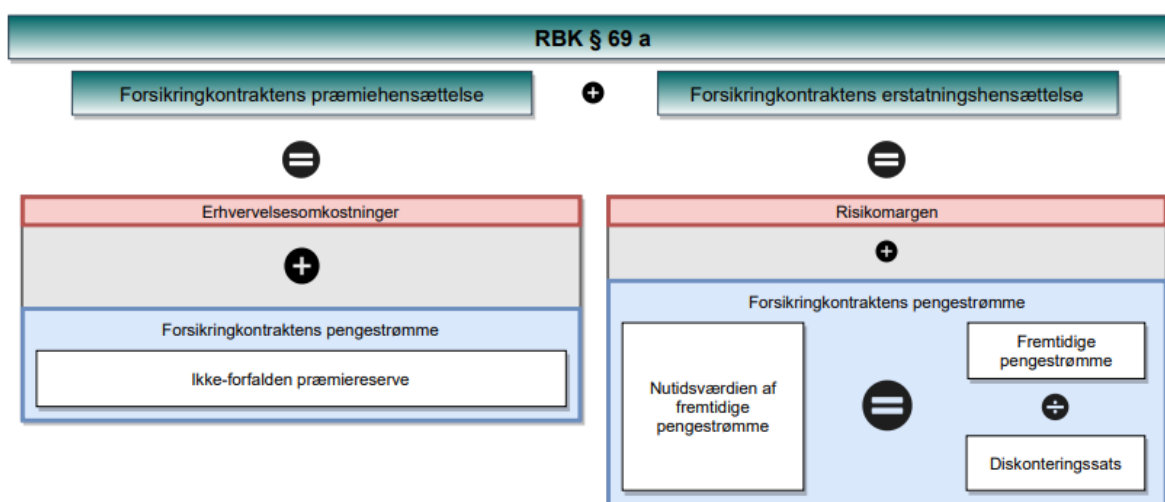 RBK § 69 a
Forsikringkontraktens præmiehensættelse
Forsikringkontraktens erstatningshensættelse
Erhvervelsesomkostninger
Forsikringkontraktens pengestrømme
Ikke-forfalden præmiereserve
Risikomargen
Forsikringkontraktens pengestrømme
Nutidsværdien af
fremtidige
pengestrømme
Fremtidige
pengestrømme
Diskonteringssats